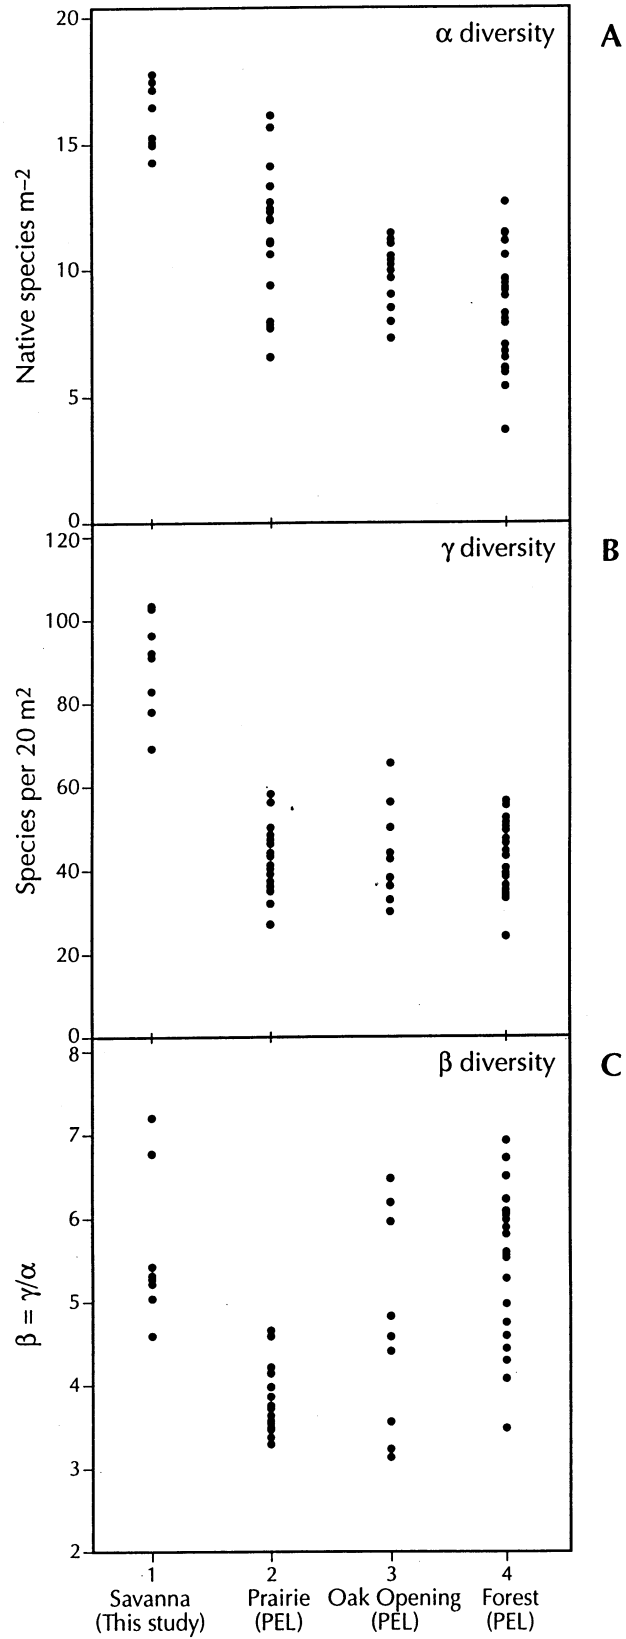 α diversity
A
20
15
10
5
0
Native species m–2
γ diversity
B
120
100
80
60
40
20
0
Species per 20 m2
β diversity
C
8
7
6
5
4
3
2
β = γ/α
1 2 3 4
Savanna Prairie Oak Opening Forest
(This study) (PEL) (PEL) (PEL)